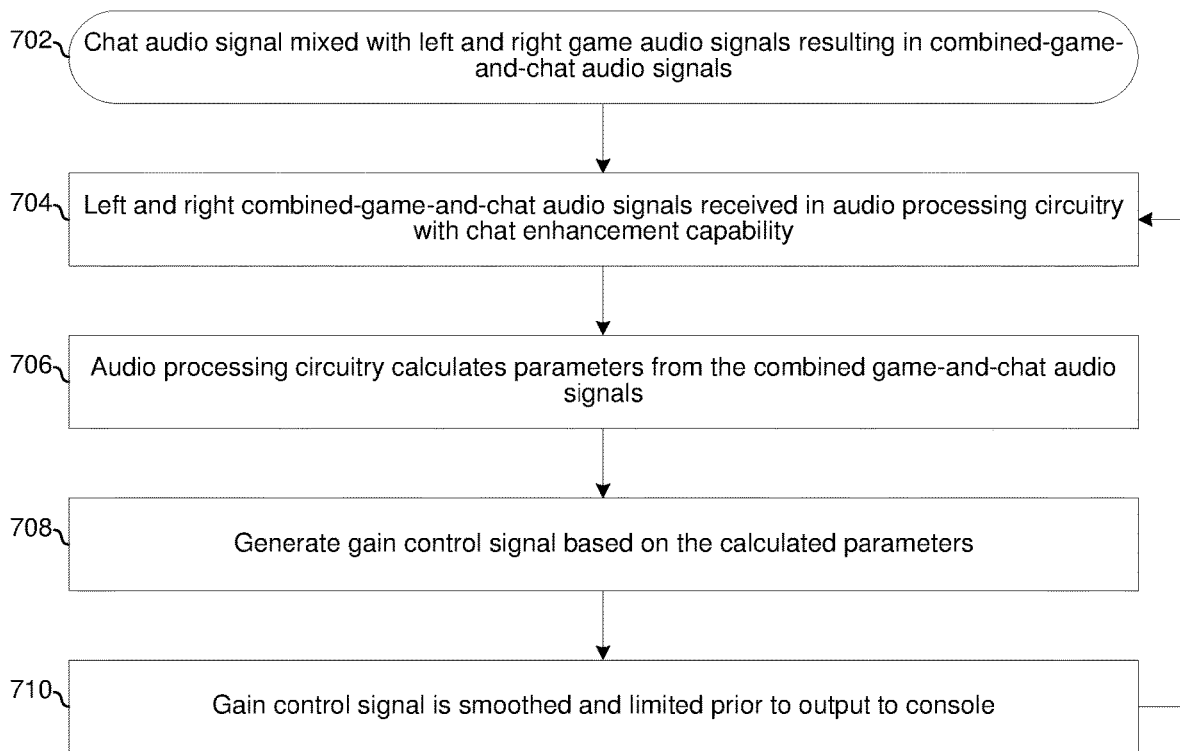 702
Chat audio signal mixed with left and right game audio signals resulting in combined-game-
and-chat audio signals
704
Left and right combined-game-and-chat audio signals received in audio processing circuitry
with chat enhancement capability
706
Audio processing circuitry calculates parameters from the combined game-and-chat audio
signals
708
Generate gain control signal based on the calculated parameters
710
Gain control signal is smoothed and limited prior to output to console